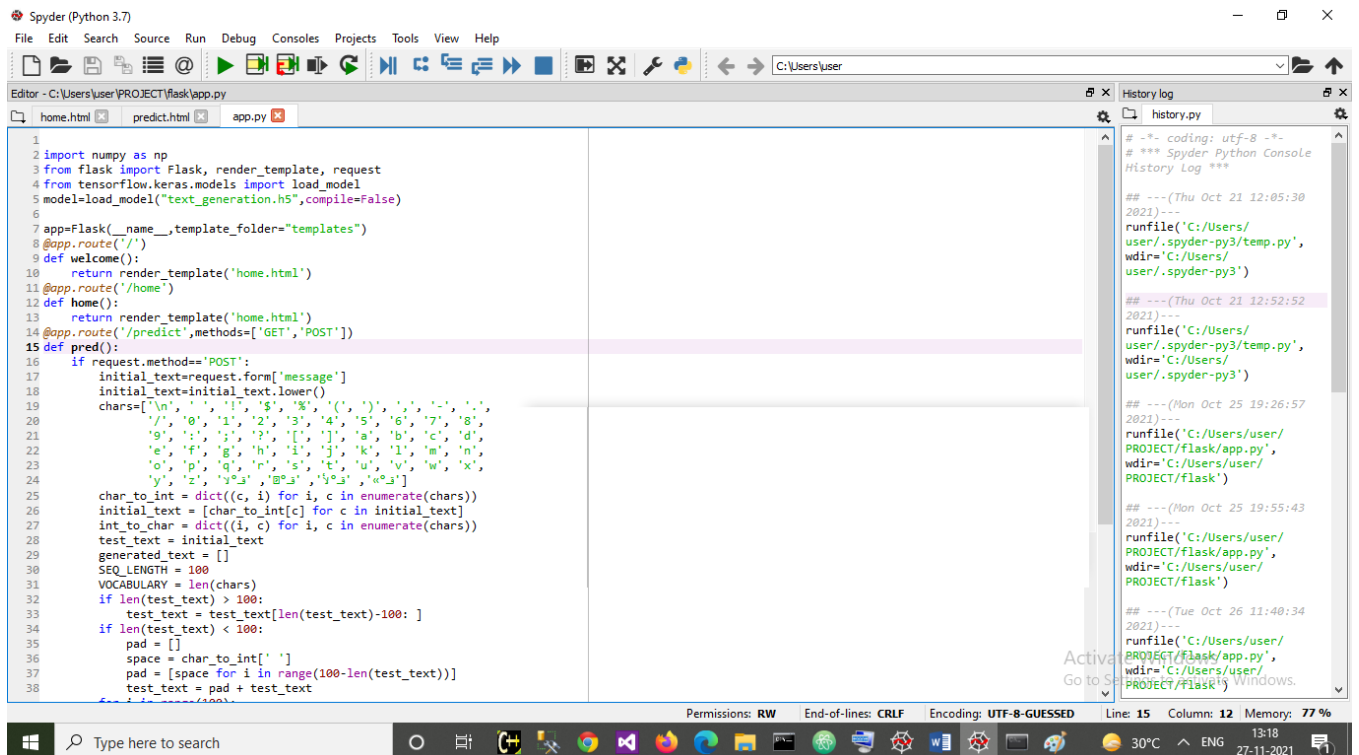 Spyder (Python 3.7)
File Edit Search Source Run Debug Consoles Projects Tools View Help
C:\Users\user
Editor - C:\Users\user\PROJECT\flask\app.py
home.html predict.html app.py
1
2 import numpy as np
3 from flask import Flask, render_template, request
4 from tensorflow.keras.models import load_model
5 model=load_model("text_generation.h5",compile=False)
6
7 app=Flask(__name__,template_folder="templates")
8 @app.route('/')
9 def welcome():
10     return render_template('home.html')
11 @app.route('/home')
12 def home():
13     return render_template('home.html')
14 @app.route('/predict',methods=['GET','POST'])
15 def pred():
16     if request.method=='POST':
17         initial_text=request.form['message']
18         initial_text=initial_text.lower()
19         chars=['\n', ' ', '!', '$', '%', '(', ')', ',', '-', '.',
20                '/', '0', '1', '2', '3', '4', '5', '6', '7', '8',
21                '9', ':', ';', '?', '[', ']', 'a', 'b', 'c', 'd',
22                'e', 'f', 'g', 'h', 'i', 'j', 'k', 'l', 'm', 'n',
23                'o', 'p', 'q', 'r', 's', 't', 'u', 'v', 'w', 'x',
24                'y', 'z',
25         char_to_int = dict((c, i) for i, c in enumerate(chars))
26         initial_text = [char_to_int[c] for c in initial_text]
27         int_to_char = dict((i, c) for i, c in enumerate(chars))
28         test_text = initial_text
29         generated_text = []
30         SEQ_LENGTH = 100
31         VOCABULARY = len(chars)
32         if len(test_text) > 100:
33             test_text = test_text[len(test_text)-100: ]
34         if len(test_text) < 100:
35             pad = []
36             space = char_to_int[' ']
37             pad = [space for i in range(100-len(test_text))]
38             test_text = pad + test_text
History log
history.py
# -*- coding: utf-8 -*-
# *** Spyder Python Console
History Log ***
## ---(Thu Oct 21 12:05:30
2021)---
runfile('C:/Users/
user/.spyder-py3/temp.py',
wdir='C:/Users/
user/.spyder-py3')
## ---(Thu Oct 21 12:52:52
2021)---
runfile('C:/Users/
user/.spyder-py3/temp.py',
wdir='C:/Users/
user/.spyder-py3')
## ---(Mon Oct 25 19:26:57
2021)---
runfile('C:/Users/user/
PROJECT/flask/app.py',
wdir='C:/Users/user/
PROJECT/flask')
## ---(Mon Oct 25 19:55:43
2021)---
runfile('C:/Users/user/
PROJECT/flask/app.py',
wdir='C:/Users/user/
PROJECT/flask')
## ---(Tue Oct 26 11:40:34
2021)---
runfile('C:/Users/user/
PROJECT/flask/app.py',
wdir='C:/Users/user/
PROJECT/flask')
Activate Windows
Go to Settings to activate Windows.
Permissions: RW End-of-lines: CRLF Encoding: UTF-8-GUESSED Line: 15 Column: 12 Memory: 77 %
Type here to search
30°C ENG 13:18
27-11-2021